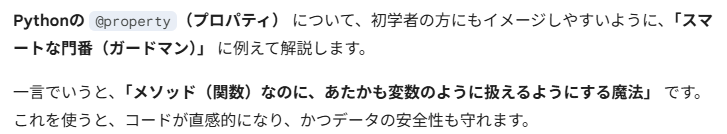 Pythonの @property（プロパティ） について、初学者の方にもイメージしやすいように、「スマ
ートな門番（ガードマン）」 に例えて解説します。
一言でいうと、「メソッド（関数）なのに、あたかも変数のように扱えるようにする魔法」 です。
これを使うと、コードが直感的になり、かつデータの安全性も守れます。